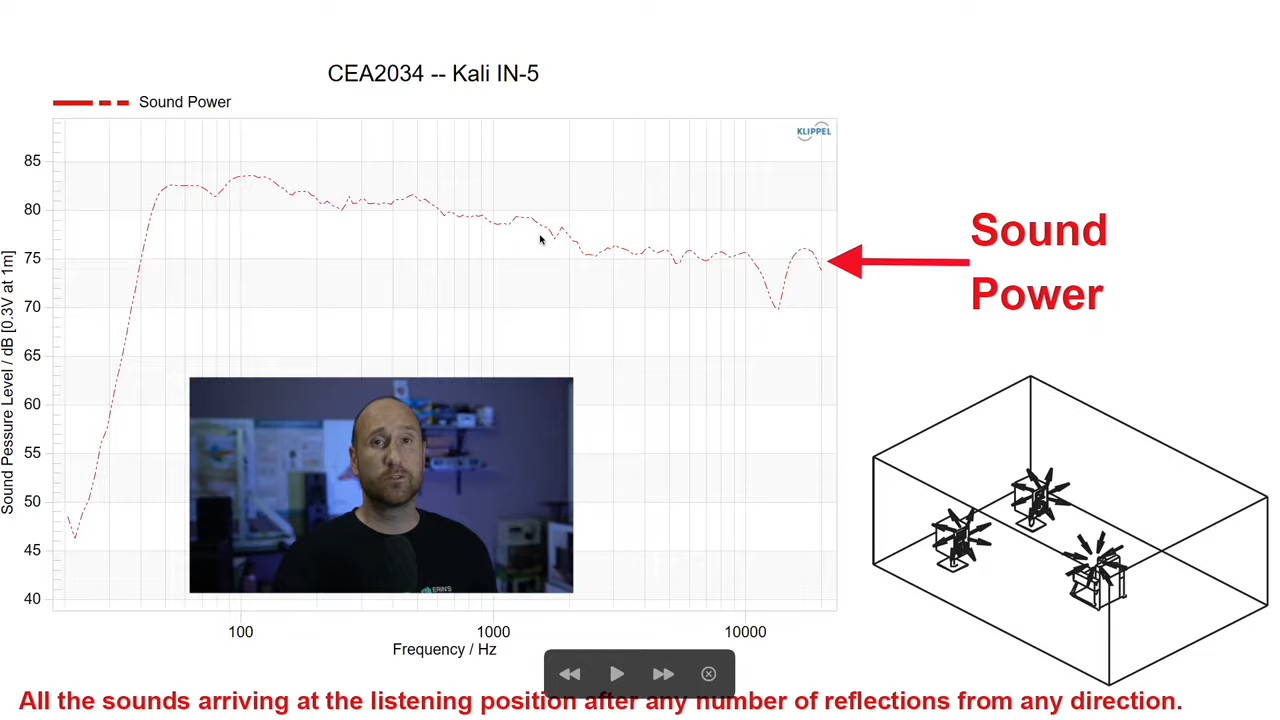 CEA2034 -- Kali IN-5
Sound Power
KLIPPEL
85
80
75
70
65
60
55
50
45
40
Sound Pessure Level / dB [0.3V at 1m]
100
1000
10000
Frequency / Hz
Sound
Power
ERIN'S
All the sounds arriving at the listening position after any number of reflections from any direction.